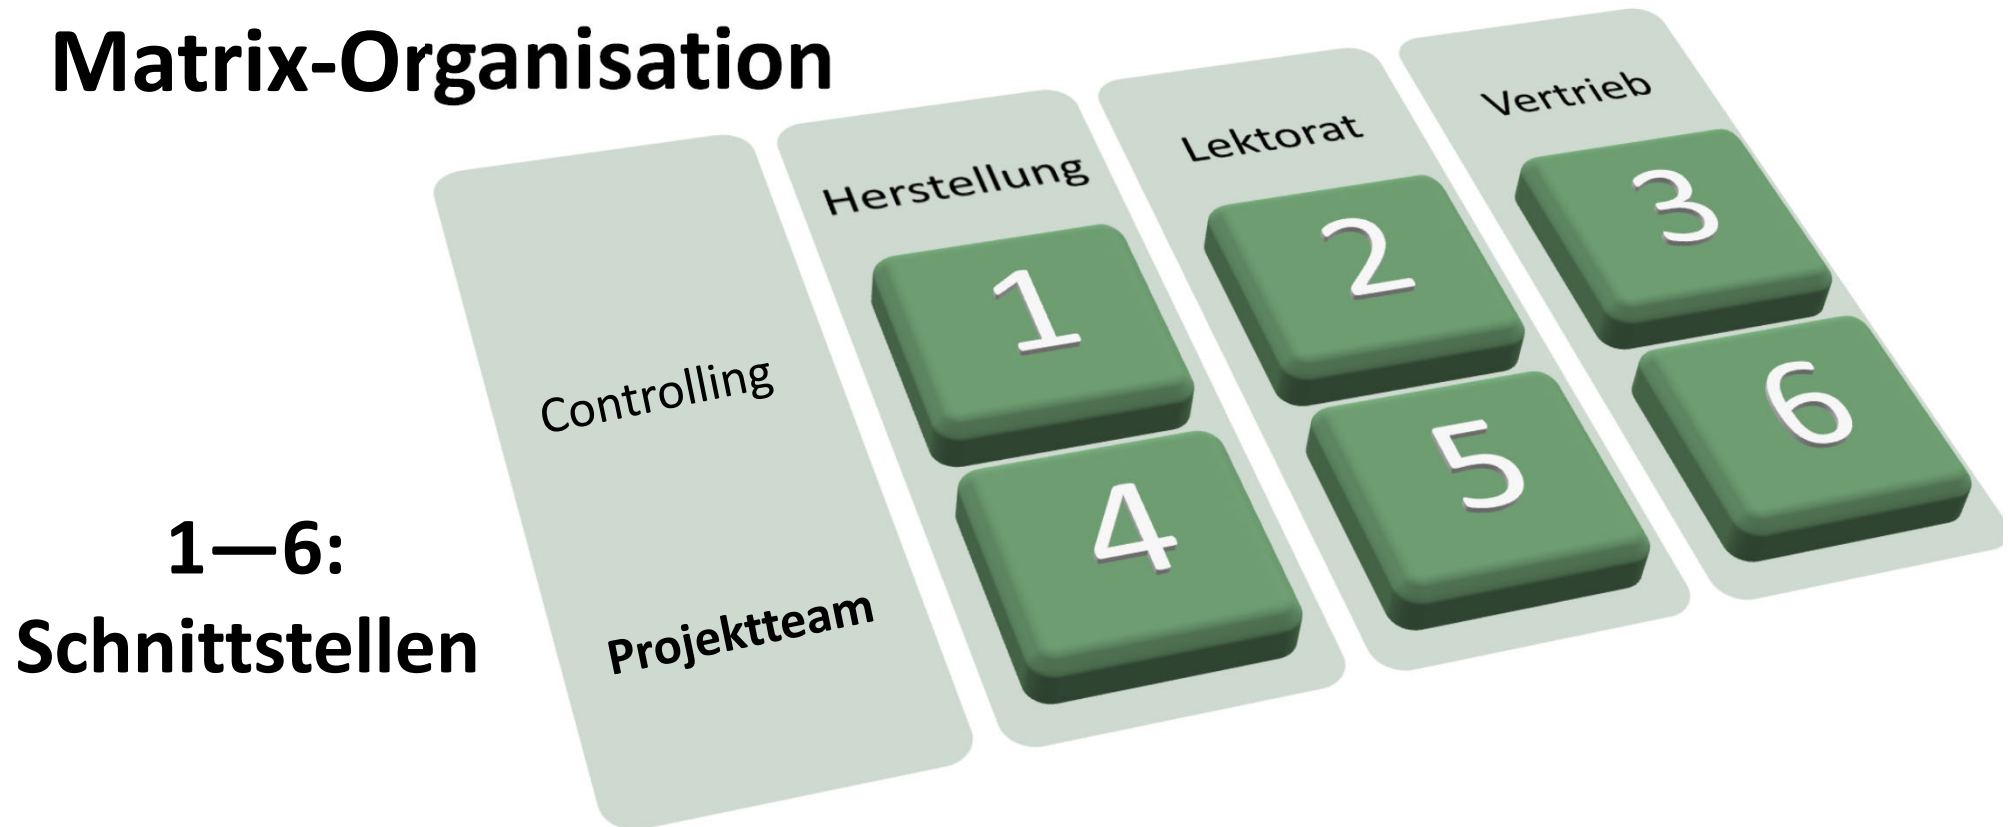 Matrix-Organisation
Herstellung
Lektorat
Vertrieb
Controlling
1
2
3
Projektteam
4
5
6
1—6:
Schnittstellen